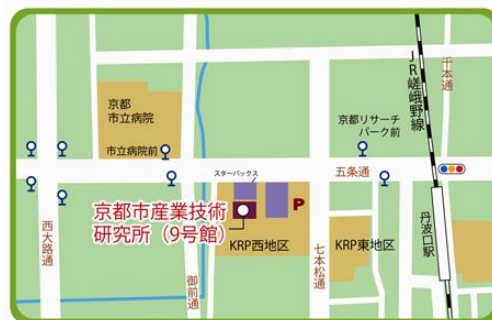 京都
市立病院
市立病院前
JR嵯峨野線
千本通
京都リサーチ
パーク前
スターバックス
五条通
P
京都市産業技術
研究所（9号館）
KRP西地区
KRP東地区
西大路通
御前通
七本松通
丹波口駅